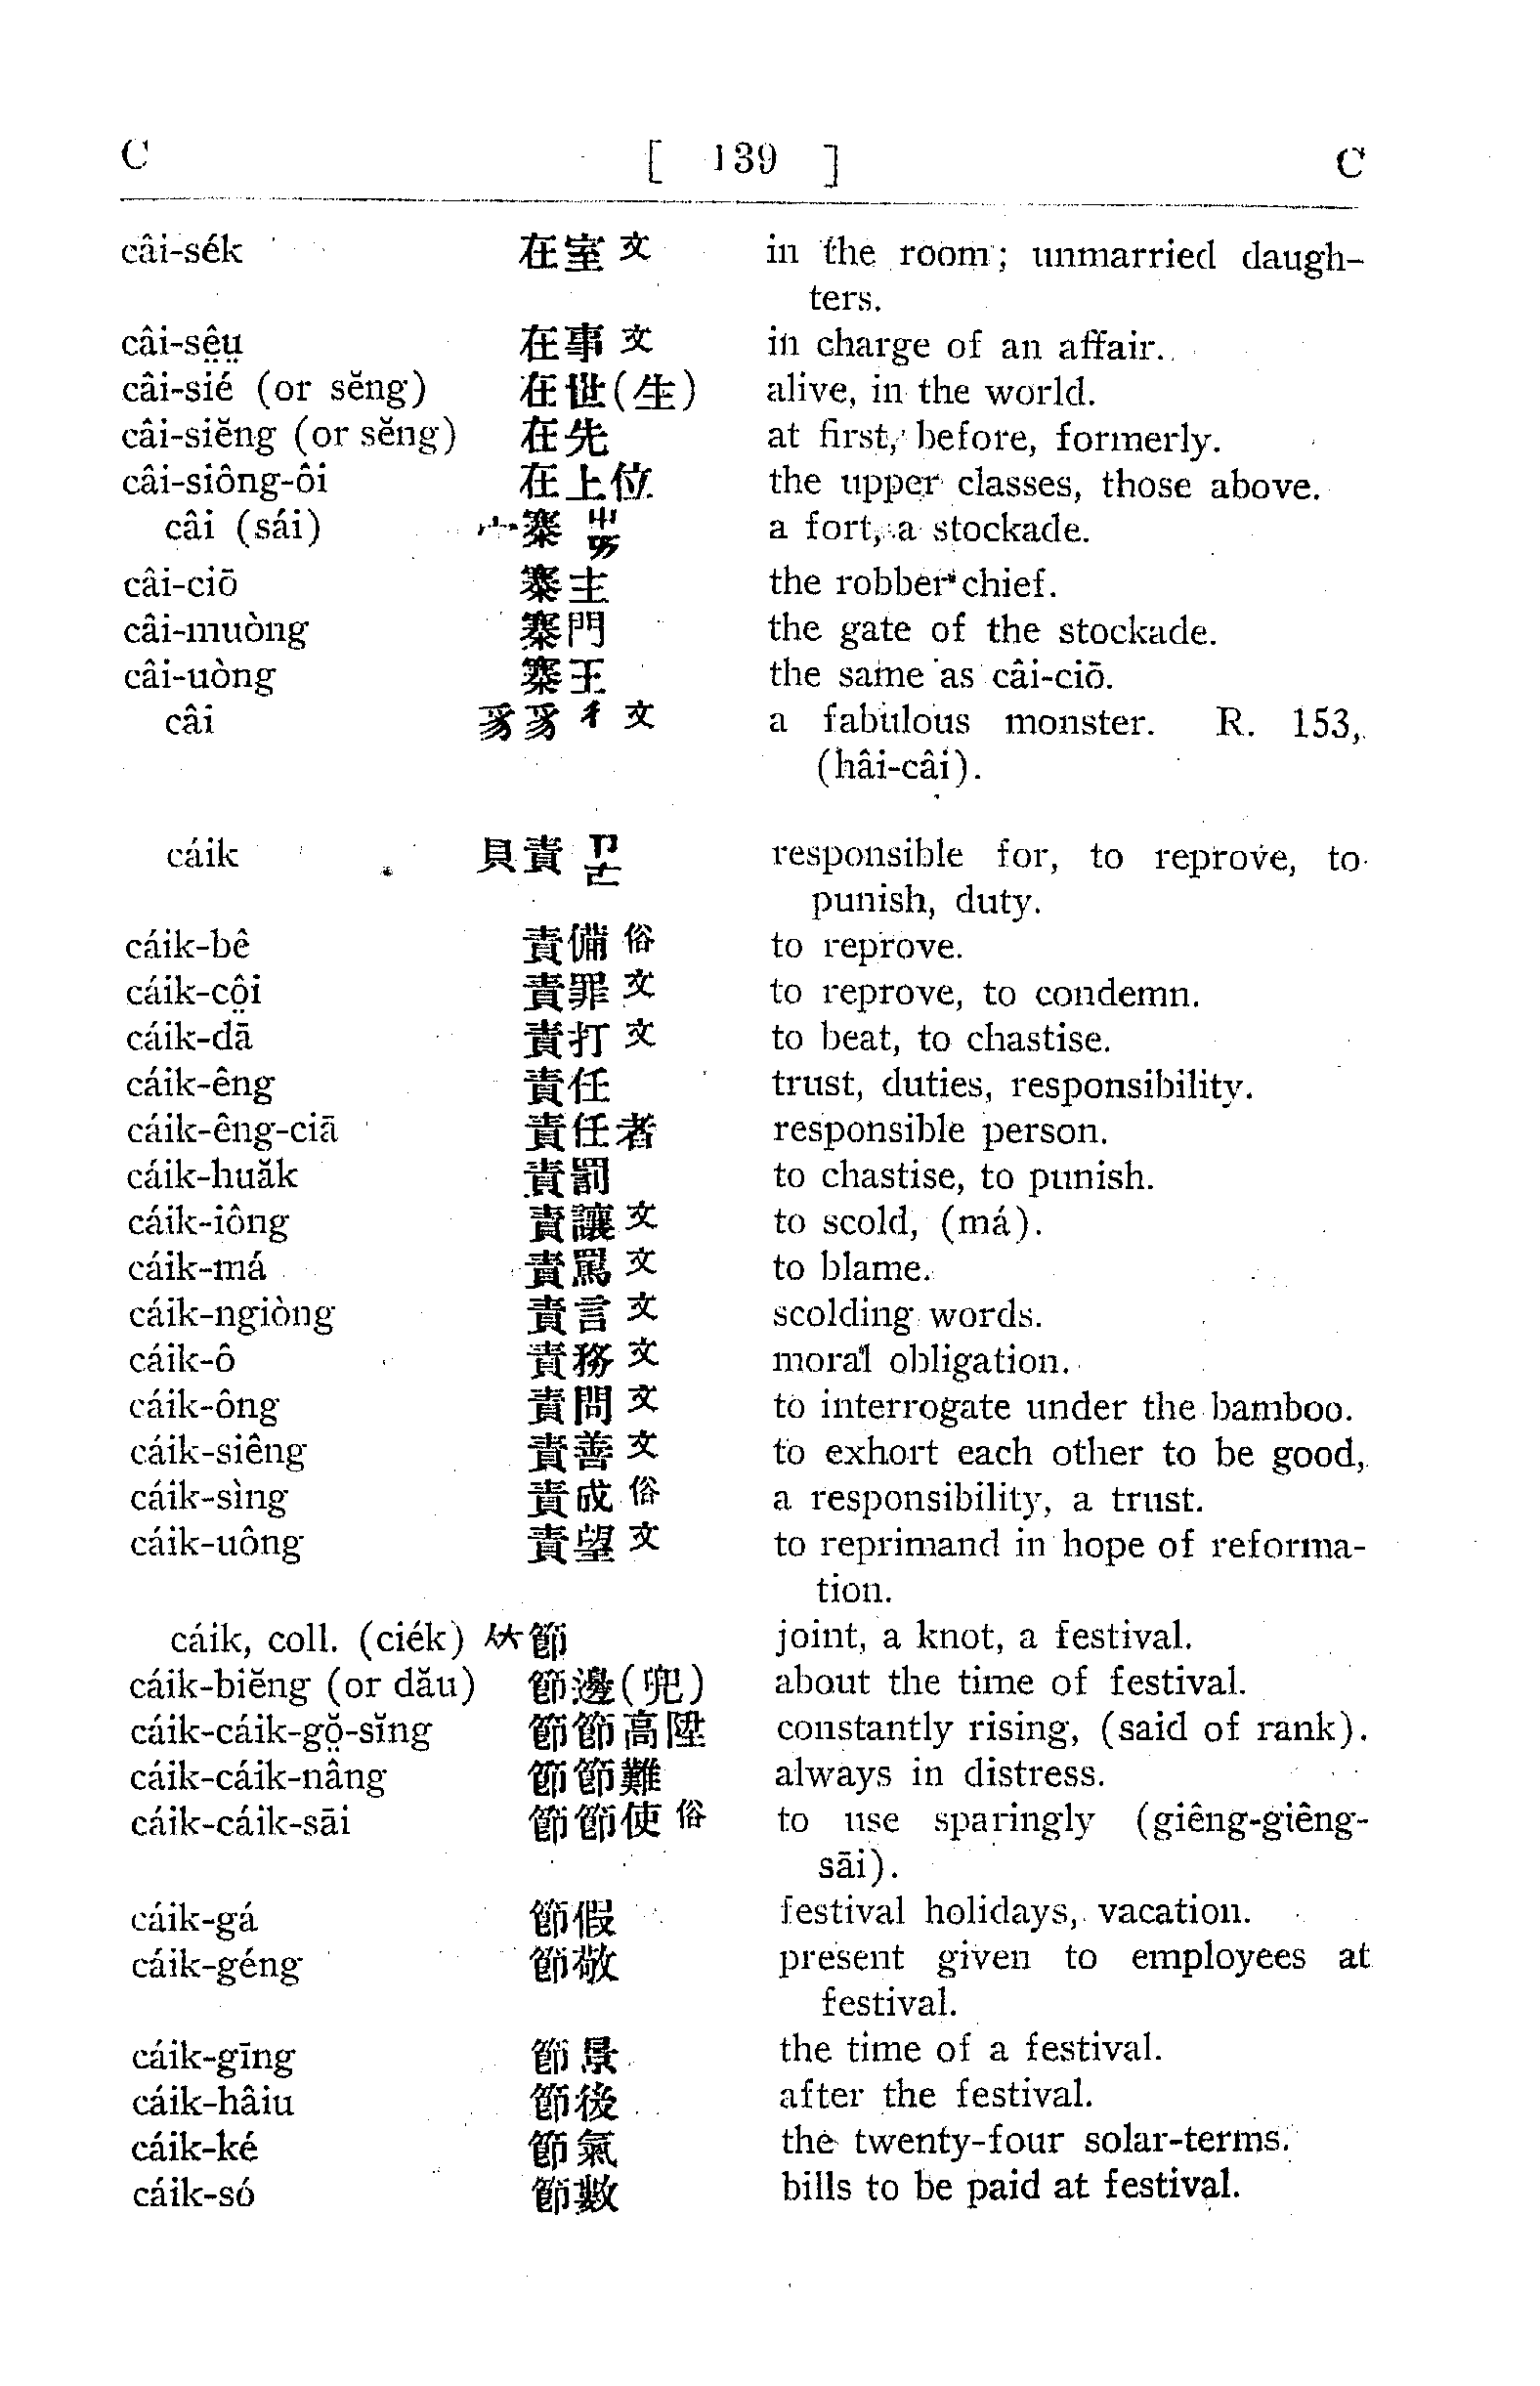 C [ 139 ] C
câi-sék 在室 文 in the room; unmarried daugh-
ters.
câi-sê̤ṳ 在事 文 in charge of an affair.
câi-sié (or sĕng) 在世(生) alive, in the world.
câi-siĕng (or sĕng) 在先 at first, before, formerly.
câi-siông-ôi 在上位 the upper classes, those above.
câi (sái) 宀寨 ㄓㄞ a fort, a stockade.
câi-ciō 寨主 the robber chief.
câi-muòng 寨門 the gate of the stockade.
câi-uòng 寨王 the same as câi-ciō.
câi 豸豸 彳 文 a fabulous monster. R. 153,
(hâi-câi).
cáik 貝責 ㄗㄜ responsible for, to reprove, to
punish, duty.
cáik-bê 責備 俗 to reprove.
cáik-cô̤i 責罪 文 to reprove, to condemn.
cáik-dā 責打 文 to beat, to chastise.
cáik-êng 責任 trust, duties, responsibility.
cáik-êng-ciā 責任者 responsible person.
cáik-huăk 責罰 to chastise, to punish.
cáik-iông 責讓 文 to scold, (má).
cáik-má 責罵 文 to blame.
cáik-ngiòng 責言 文 scolding words.
cáik-ô 責務 文 moral obligation.
cáik-ông 責問 文 to interrogate under the bamboo.
cáik-siêng 責善 文 to exhort each other to be good,
cáik-sìng 責成 俗 a responsibility, a trust.
cáik-uông 責望 文 to reprimand in hope of reforma-
tion.
cáik, coll. (ciék) 竹節 joint, a knot, a festival.
cáik-biĕng (or dău) 節邊(兜) about the time of festival.
cáik-cáik-gŏ̤-sĭng 節節高陞 constantly rising, (said of rank).
cáik-cáik-nâng 節節難 always in distress.
cáik-cáik-sāi 節節使 俗 to use sparingly (giêng-giêng-
sāi).
cáik-gá 節假 festival holidays, vacation.
cáik-géng 節敬 present given to employees at
festival.
cáik-gīng 節景 the time of a festival.
cáik-hâiu 節後 after the festival.
cáik-ké 節氣 the twenty-four solar-terms.
cáik-só 節數 bills to be paid at festival.